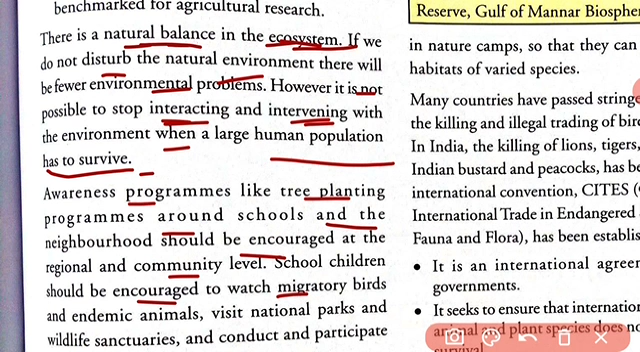 benchmarked for agricultural research.
There is a natural balance in the ecosystem. If we
do not disturb the natural environment there will
be fewer environmental problems. However it is not
possible to stop interacting and intervening with
the environment when a large human population
has to survive.
Awareness programmes like tree planting
programmes around schools and the
neighbourhood should be encouraged at the
regional and community level. School children
should be encouraged to watch migratory birds
and endemic animals, visit national parks and
wildlife sanctuaries, and conduct and participate
Reserve, Gulf of Mannar Biosphe
in nature camps, so that they can
habitats of varied species.
Many countries have passed stringe
the killing and illegal trading of bir
In India, the killing of lions, tigers,
Indian bustard and peacocks, has be
international convention, CITES (
International Trade in Endangered
Fauna and Flora), has been establis
• It is an international agreer
governments.
• It seeks to ensure that internatio
animal and plant species does no
survival